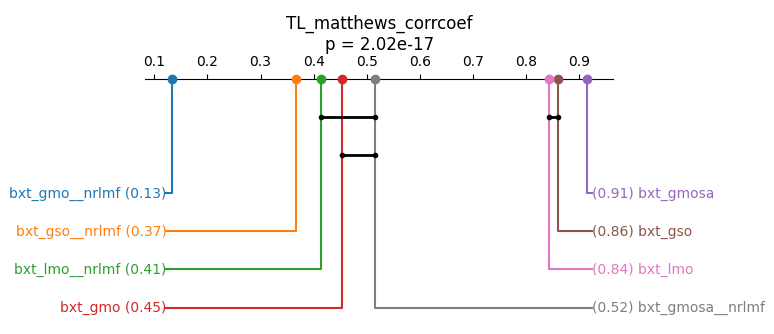 TL_matthews_corrcoef
p = 2.02e-17
0.1 0.2 0.3 0.4 0.5 0.6 0.7 0.8 0.9
bxt_gmo__nrlmf (0.13) (0.91) bxt_gmosa
bxt_gso__nrlmf (0.37) (0.86) bxt_gso
bxt_lmo__nrlmf (0.41) (0.84) bxt_lmo
bxt_gmo (0.45) (0.52) bxt_gmosa__nrlmf